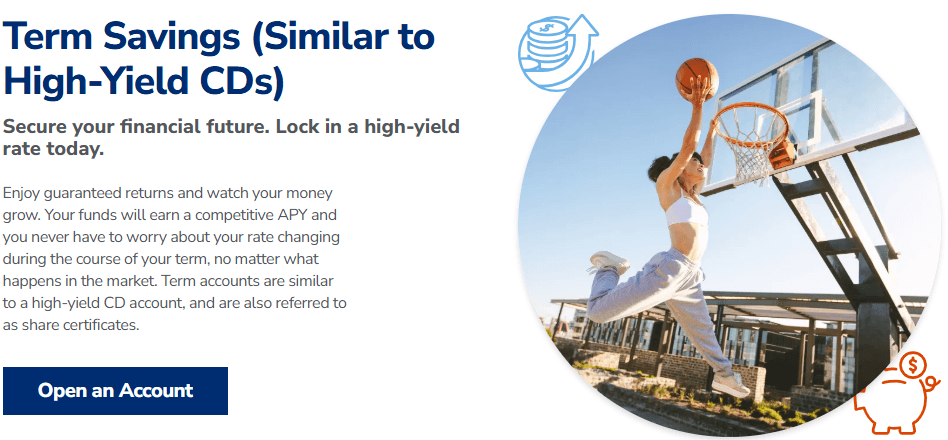 Term Savings (Similar to
High-Yield CDs)
Secure your financial future. Lock in a high-yield
rate today.
Enjoy guaranteed returns and watch your money
grow. Your funds will earn a competitive APY and
you never have to worry about your rate changing
during the course of your term, no matter what
happens in the market. Term accounts are similar
to a high-yield CD account, and are also referred to
as share certificates.
Open an Account
$
$